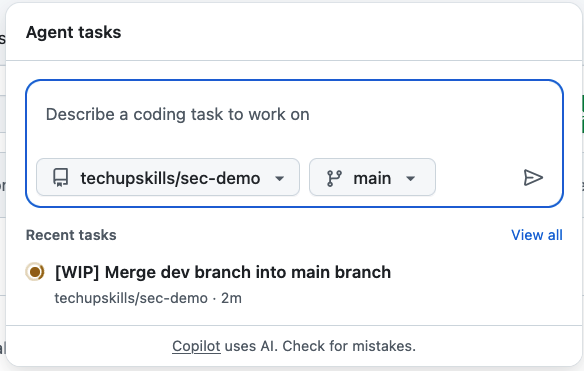 Agent tasks
Describe a coding task to work on
techupskills/sec-demo
main
Recent tasks
View all
[WIP] Merge dev branch into main branch
techupskills/sec-demo · 2m
Copilot uses AI. Check for mistakes.